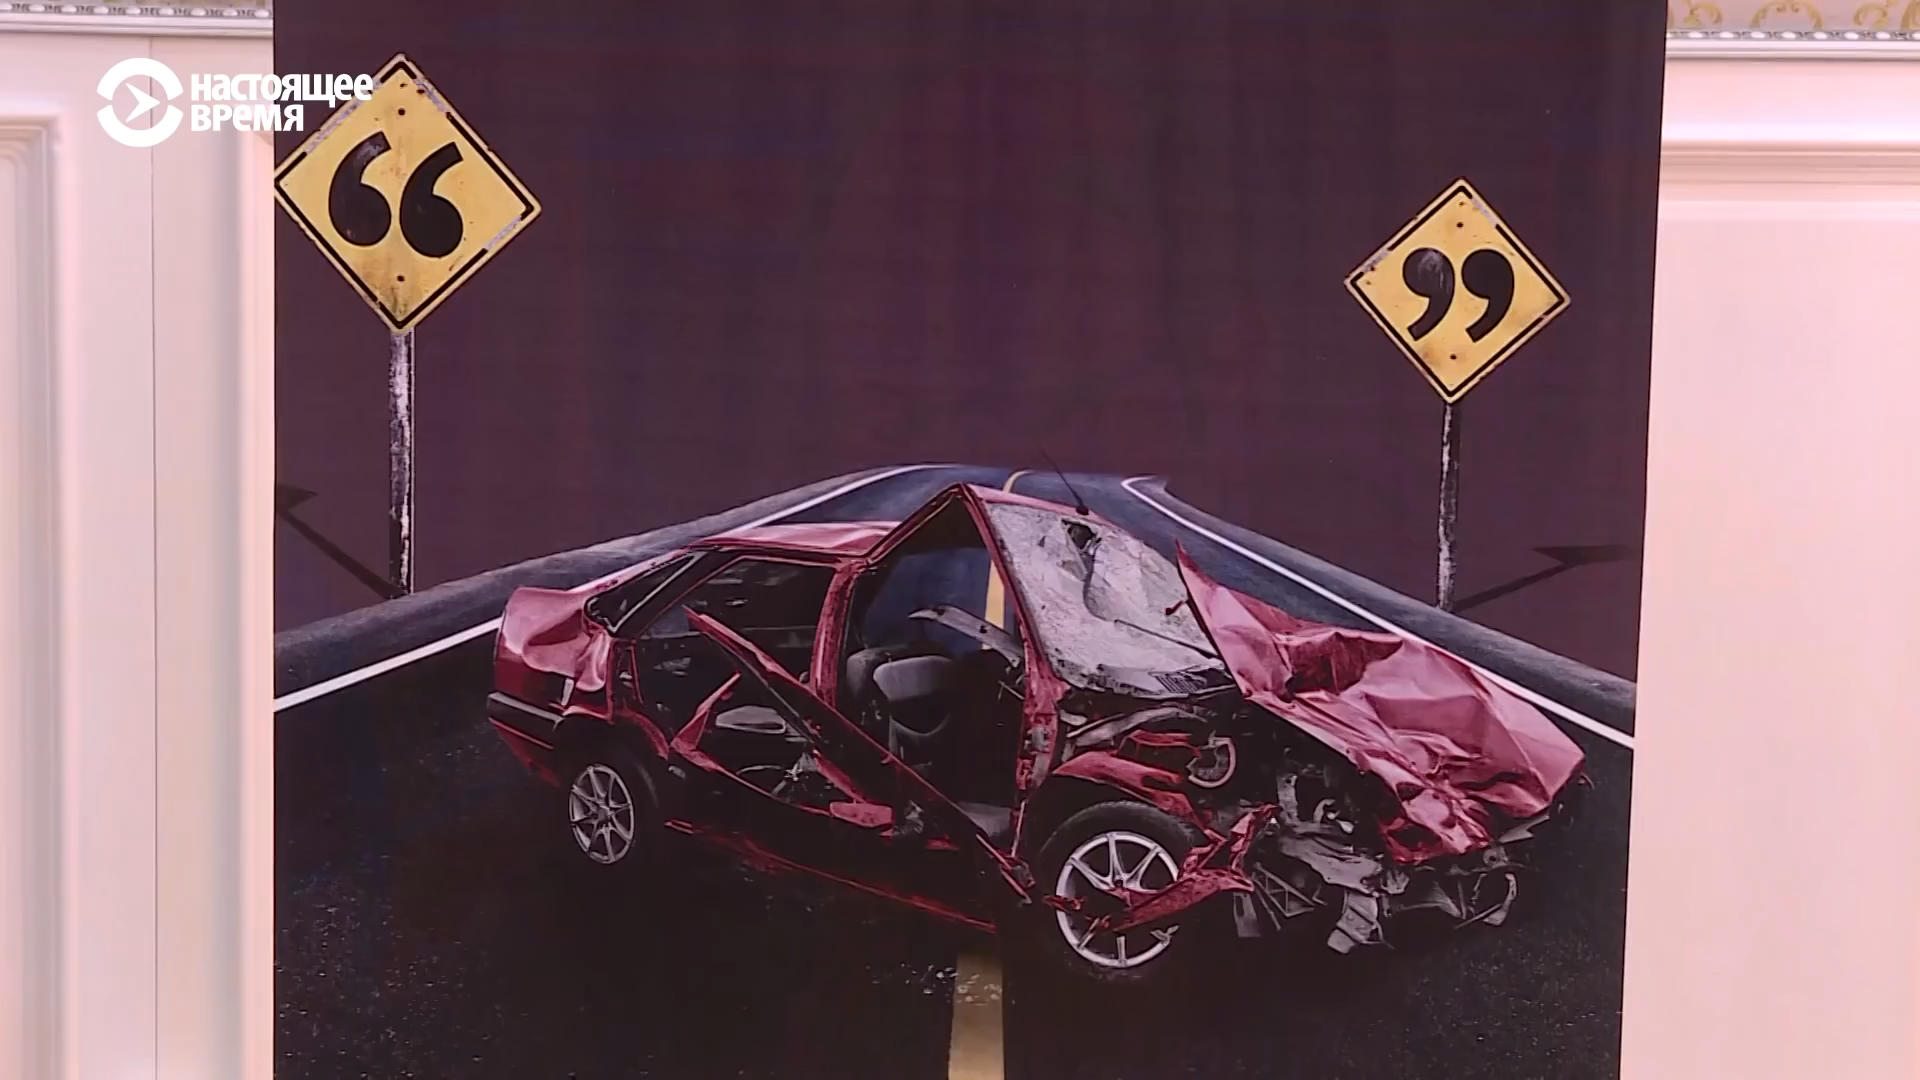 настоящее
время
“
”